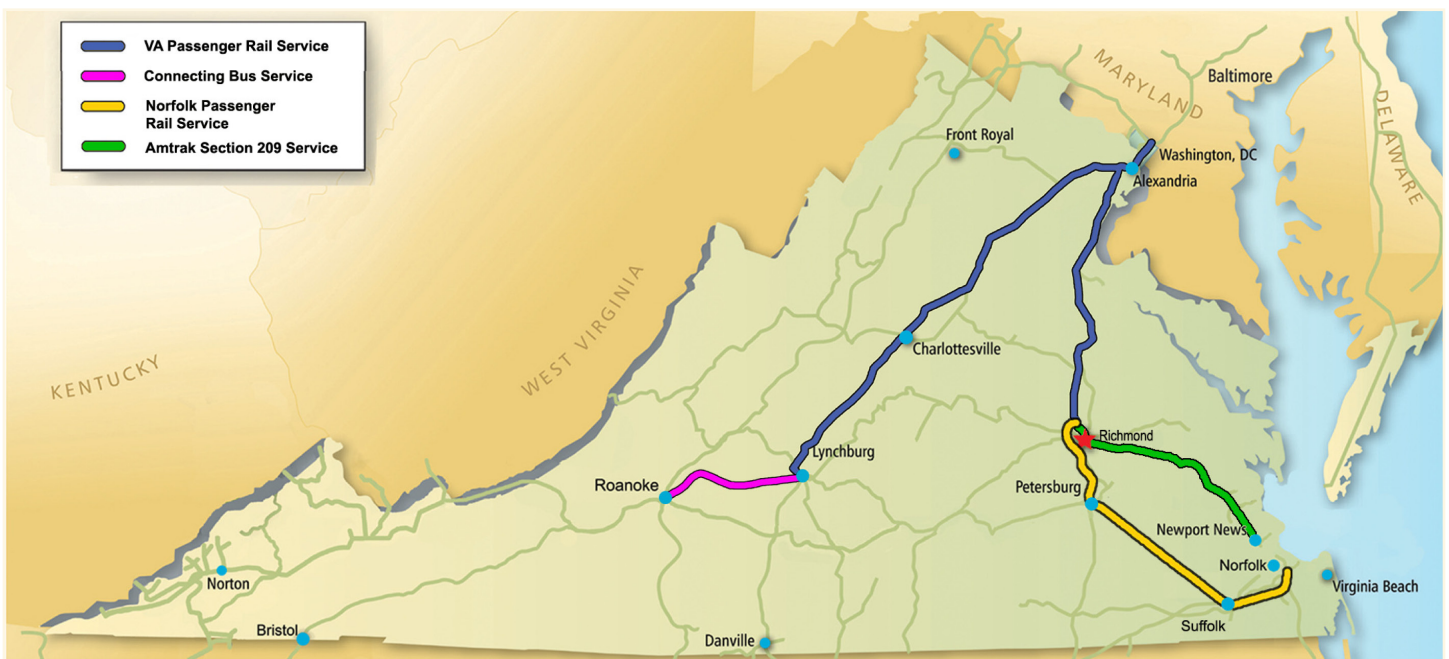 VA Passenger Rail Service
Connecting Bus Service
Norfolk Passenger
Rail Service
Amtrak Section 209 Service
MARYLAND
Baltimore
DELAWARE
Front Royal
Washington, DC
Alexandria
WEST VIRGINIA
KENTUCKY
Charlottesville
Richmond
Lynchburg
Roanoke
Petersburg
Newport News
Norfolk
Virginia Beach
Norton
Suffolk
Bristol
Danville